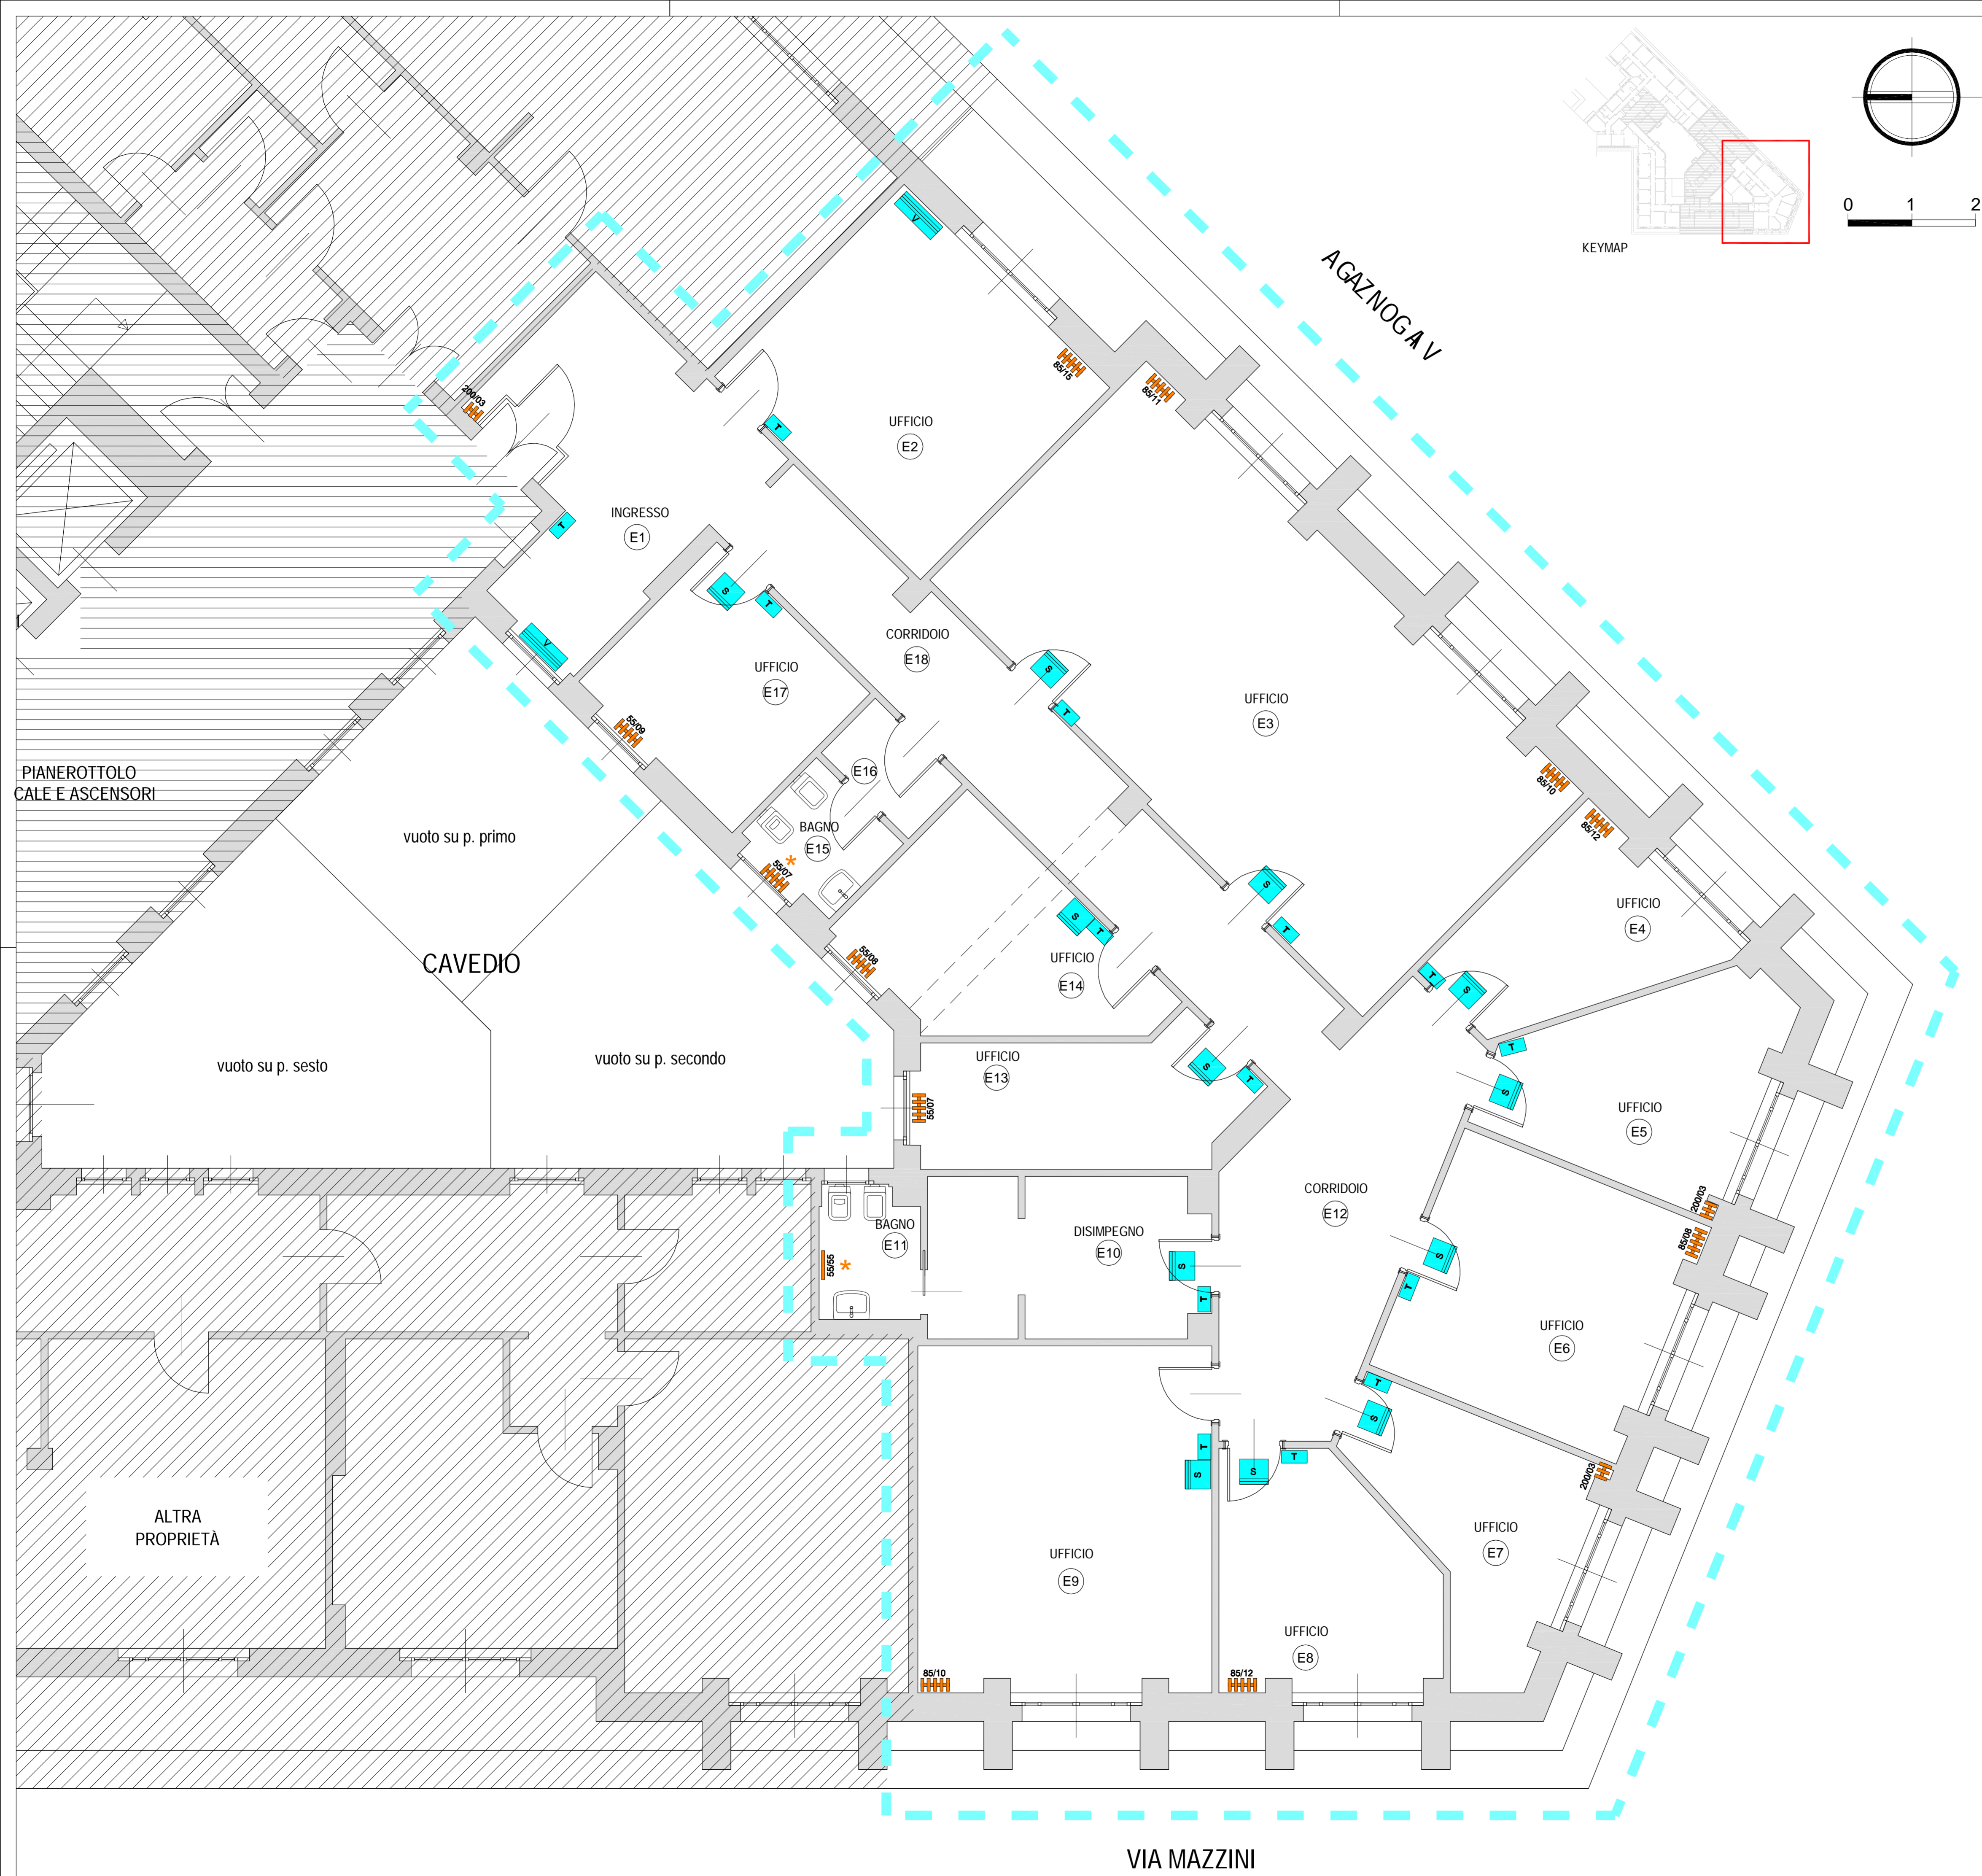 0 1 2
KEYMAP
AGAZNOGA AV
V
200/03
85/15
85/11
UFFICIO
E2
T
INGRESSO
E1
T
S
T
V
CORRIDOIO
E18
S
T
UFFICIO
E17
UFFICIO
E3
55/09
E16
PIANEROTTOLO
CALE E ASCENSORI
85/10
85/12
vuoto su p. primo
BAGNO
E15
*
55/07
S
T
UFFICIO
E4
S
T
CAVEDIO
55/08
UFFICIO
E14
T
S
vuoto su p. sesto
vuoto su p. secondo
UFFICIO
E13
S
T
T
S
55/07
UFFICIO
E5
CORRIDOIO
E12
200/03
85/08
BAGNO
E11
55/55
*
DISIMPEGNO
E10
S
T
S
T
UFFICIO
E6
T
S
T
S
S
T
200/03
ALTRA
PROPRIETÀ
UFFICIO
E9
UFFICIO
E7
UFFICIO
E8
85/10
85/12
VIA MAZZINI